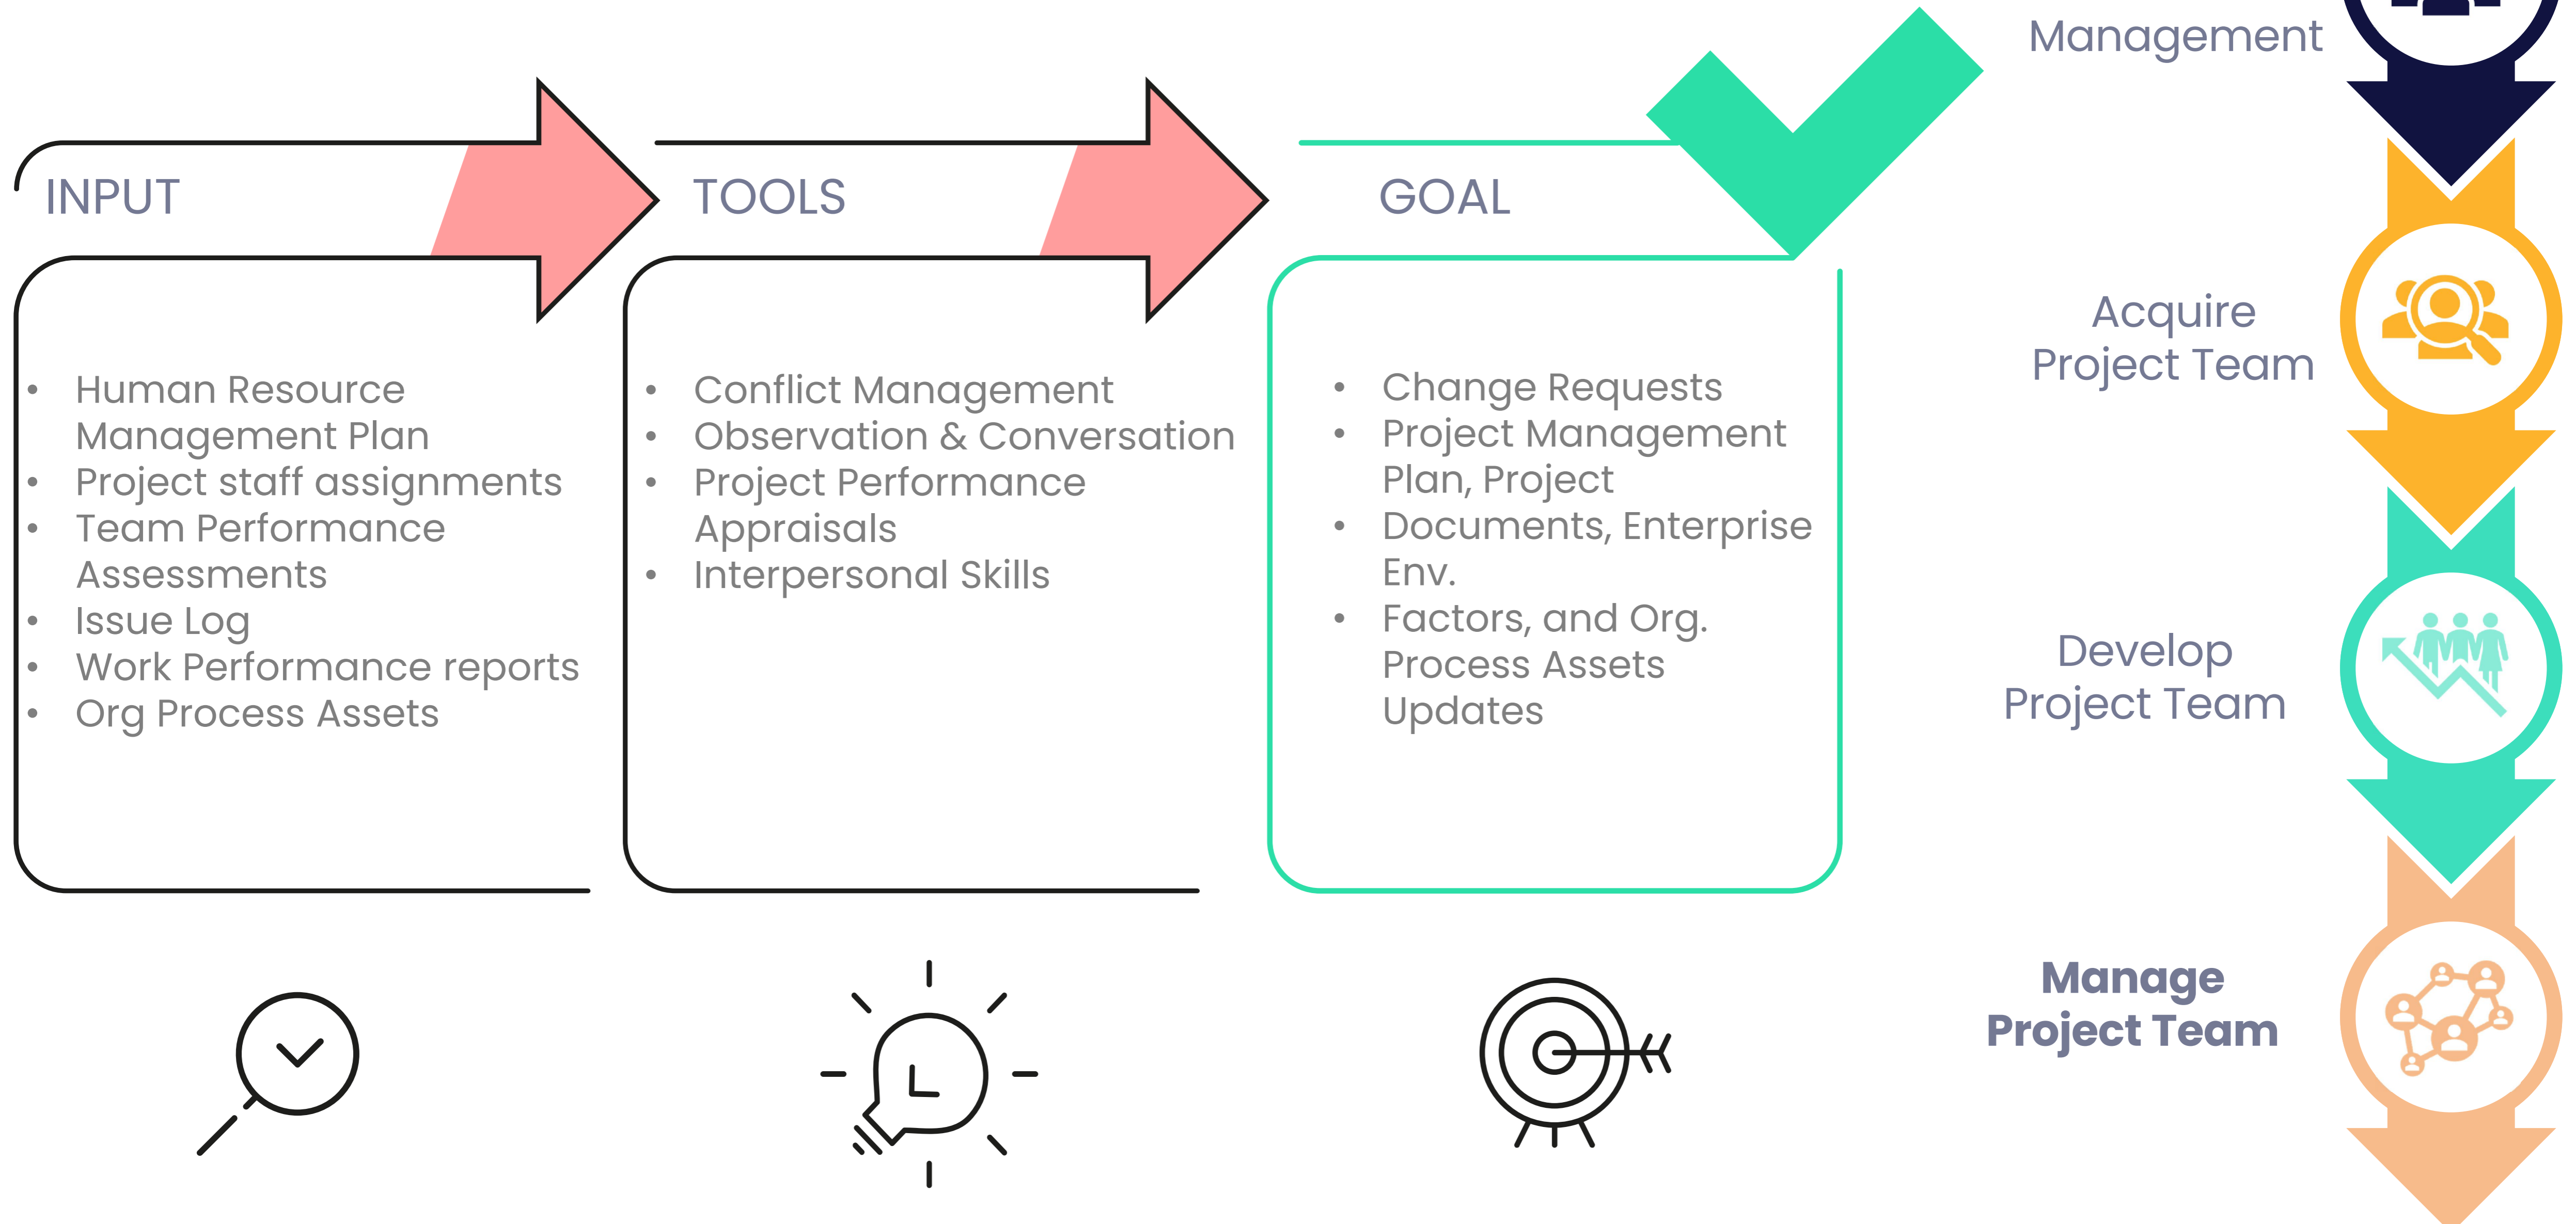 INPUT
Human Resource
Management Plan
Project staff assignments
Team Performance
Assessments
Issue Log
Work Performance reports
Org Process Assets
TOOLS
Conflict Management
Observation & Conversation
Project Performance
Appraisals
Interpersonal Skills
GOAL
Change Requests
Project Management
Plan, Project
Documents, Enterprise
Env.
Factors, and Org.
Process Assets
Updates
Management
Acquire
Project Team
Develop
Project Team
Manage
Project Team